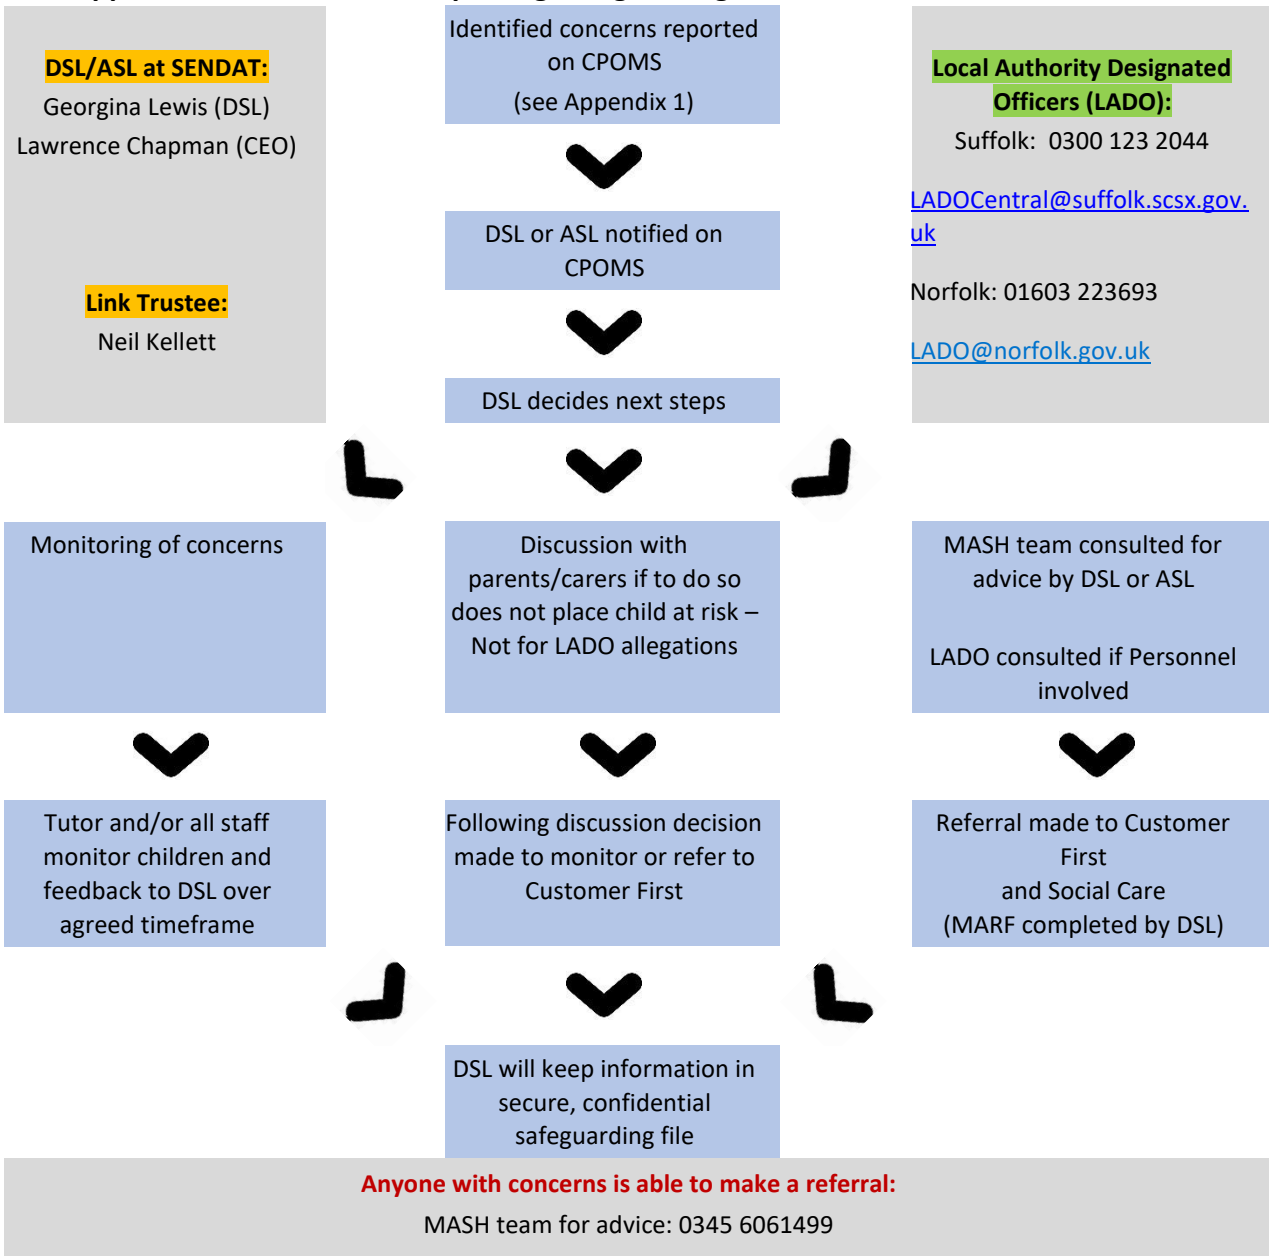 Identified concerns reported
on CPOMS
(see Appendix 1)
DSL/ASL at SENDAT:
Georgina Lewis (DSL)
Lawrence Chapman (CEO)
Link Trustee:
Neil Kellett
Local Authority Designated
Officers (LADO):
Suffolk:  0300 123 2044
LADOCentral@suffolk.scsx.gov.
uk
Norfolk: 01603 223693
LADO@norfolk.gov.uk
DSL or ASL notified on
CPOMS
DSL decides next steps
Monitoring of concerns
Discussion with
parents/carers if to do so
does not place child at risk –
Not for LADO allegations
MASH team consulted for
advice by DSL or ASL
LADO consulted if Personnel
involved
Tutor and/or all staff
monitor children and
feedback to DSL over
agreed timeframe
Following discussion decision
made to monitor or refer to
Customer First
Referral made to Customer
First
and Social Care
(MARF completed by DSL)
DSL will keep information in
secure, confidential
safeguarding file
Anyone with concerns is able to make a referral:
MASH team for advice: 0345 6061499